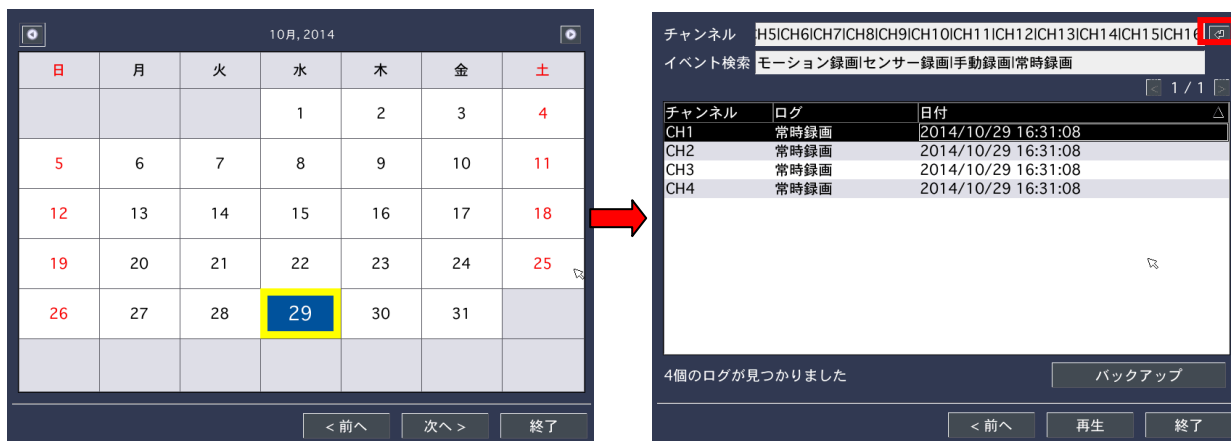 10月, 2014
日 月 火 水 木 金 土
1 2 3 4
5 6 7 8 9 10 11
12 13 14 15 16 17 18
19 20 21 22 23 24 25
26 27 28 29 30 31
< 前へ 次へ > 終了
チャンネル H5|CH6|CH7|CH8|CH9|CH10|CH11|CH12|CH13|CH14|CH15|CH16
イベント検索 モーション録画|センサー録画|手動録画|常時録画
< 1 / 1 >
チャンネル ログ 日付 △
CH1 常時録画 2014/10/29 16:31:08
CH2 常時録画 2014/10/29 16:31:08
CH3 常時録画 2014/10/29 16:31:08
CH4 常時録画 2014/10/29 16:31:08
4個のログが見つかりました バックアップ
< 前へ 再生 終了